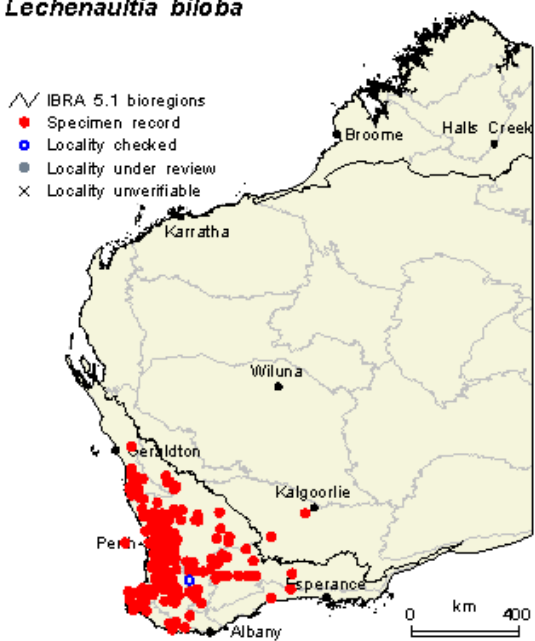 Lechenaultia biloba
IBRA 5.1 bioregions
Specimen record
Locality checked
Locality under review
Locality unverifiable
Broome
Halls Creek
Karratha
Wiluna
Geraldton
Kalgoorlie
Perth
Esperance
Albany
0 km 400